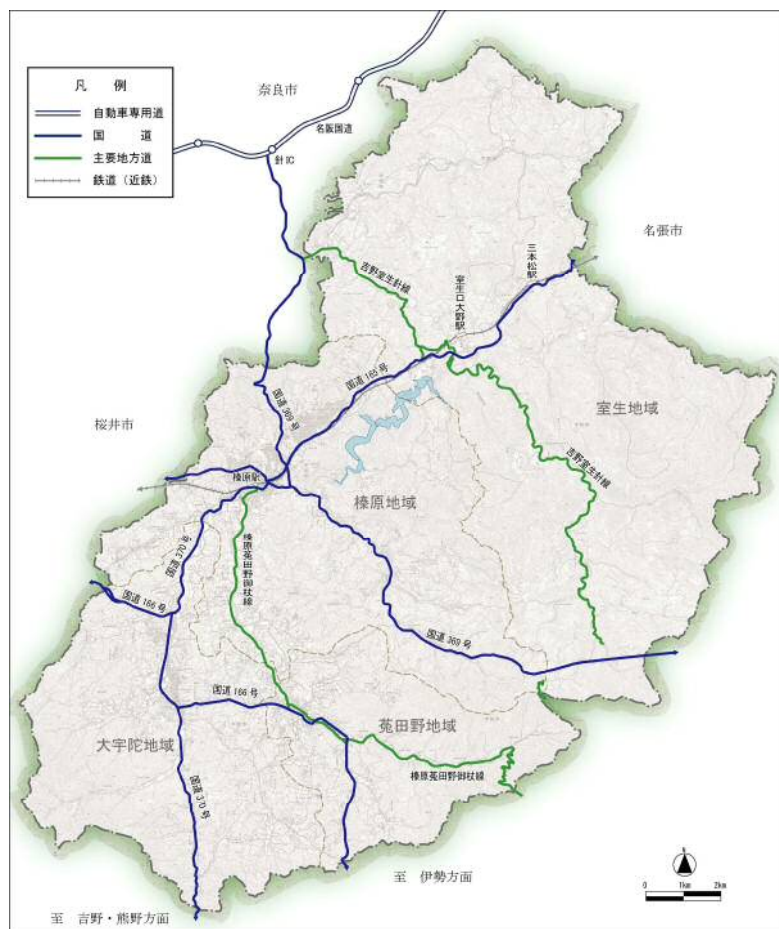 凡 例
自動車専用道
国 道
主要地方道
鉄道（近鉄）
奈良市
名阪国道
針IC
名張市
三本松駅
室生口大野駅
吉野室生針線
国道165号
国道369号
室生地域
桜井市
榛原駅
榛原地域
吉野室生針線
国道370号
榛原菟田野御杖線
国道166号
国道369号
国道166号
菟田野地域
大宇陀地域
国道370号
榛原菟田野御杖線
至 伊勢方面
至 吉野・熊野方面
N
0 1km 2km